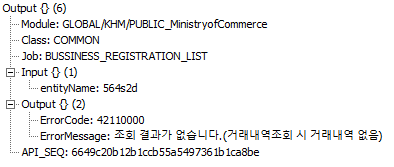 Output {} (6)
Module: GLOBAL/KHM/PUBLIC_MinistryofCommerce
Class: COMMON
Job: BUSSINESS_REGISTRATION_LIST
Input {} (1)
entityName: 564s2d
Output {} (2)
ErrorCode: 42110000
ErrorMessage: 조회 결과가 없습니다.(거래내역조회 시 거래내역 없음)
API_SEQ: 6649c20b12b1ccb55a5497361b1ca8be